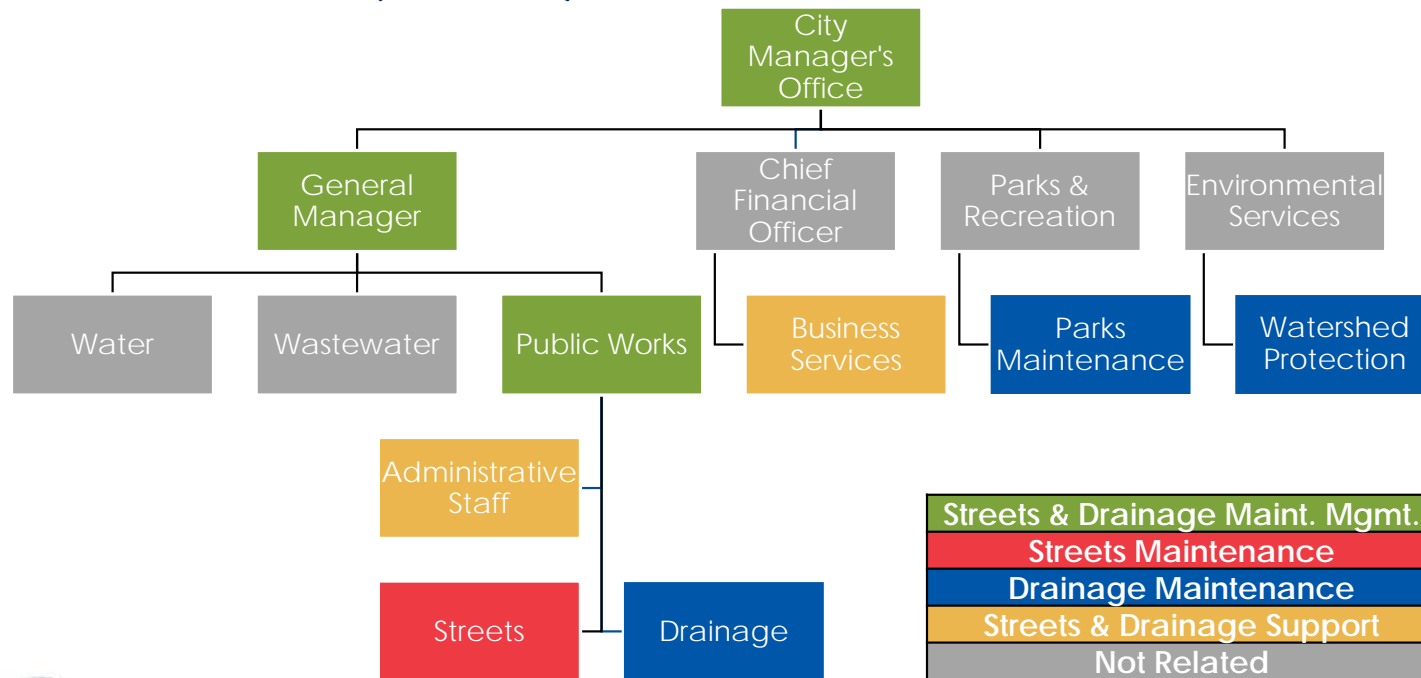 City
Manager's
Office
General
Manager
Chief
Financial
Officer
Parks &
Recreation
Environmental
Services
Water
Wastewater
Public Works
Business
Services
Parks
Maintenance
Watershed
Protection
Administrative
Staff
Streets
Drainage
Streets & Drainage Maint. Mgmt.
Streets Maintenance
Drainage Maintenance
Streets & Drainage Support
Not Related